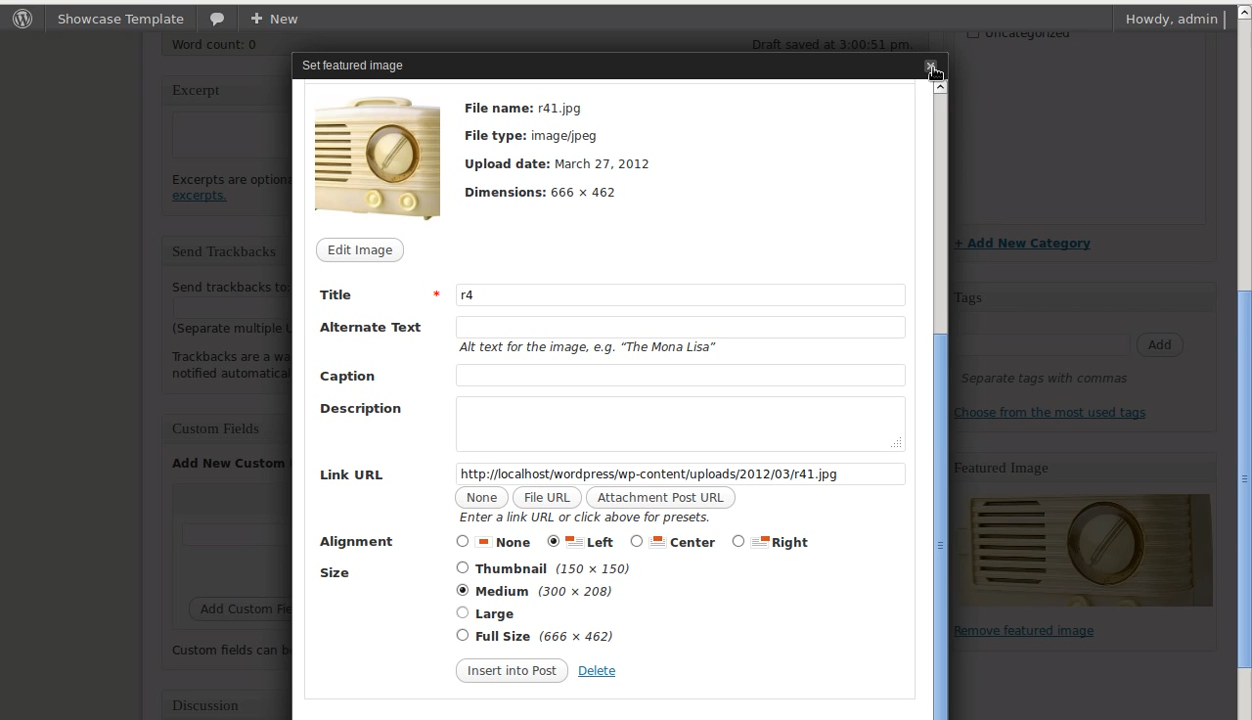 Showcase Template
+ New
Howdy, admin
Word count: 0
Draft saved at 3:00:51 pm.
Uncategorized
Set featured image
Excerpt
Excerpts are optiona
excerpts.
Send Trackbacks
Send trackbacks to:
(Separate multiple U
Trackbacks are a wa
notified automatical
Custom Fields
Add New Custom
Add Custom Fie
Custom fields can b
Discussion
File name: r41.jpg
File type: image/jpeg
Upload date: March 27, 2012
Dimensions: 666 × 462
Edit Image
Title * r4
Alternate Text
Alt text for the image, e.g. “The Mona Lisa”
Caption
Description
Link URL http://localhost/wordpress/wp-content/uploads/2012/03/r41.jpg
None File URL Attachment Post URL
Enter a link URL or click above for presets.
Alignment None Left Center Right
Size Thumbnail (150 × 150)
Medium (300 × 208)
Large
Full Size (666 × 462)
Insert into Post Delete
+ Add New Category
Tags
Add
Separate tags with commas
Choose from the most used tags
Featured Image
Remove featured image